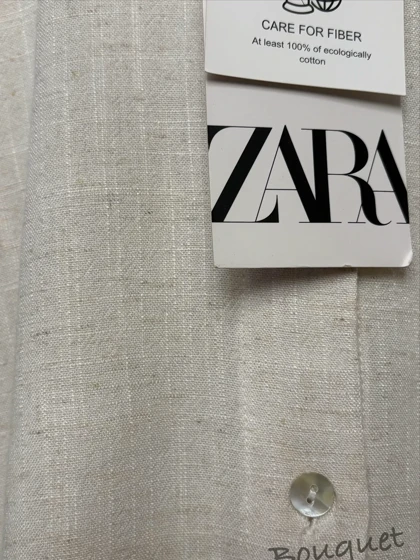 CARE FOR FIBER
At least 100% of ecologically
cotton
ZARA
Bouquet